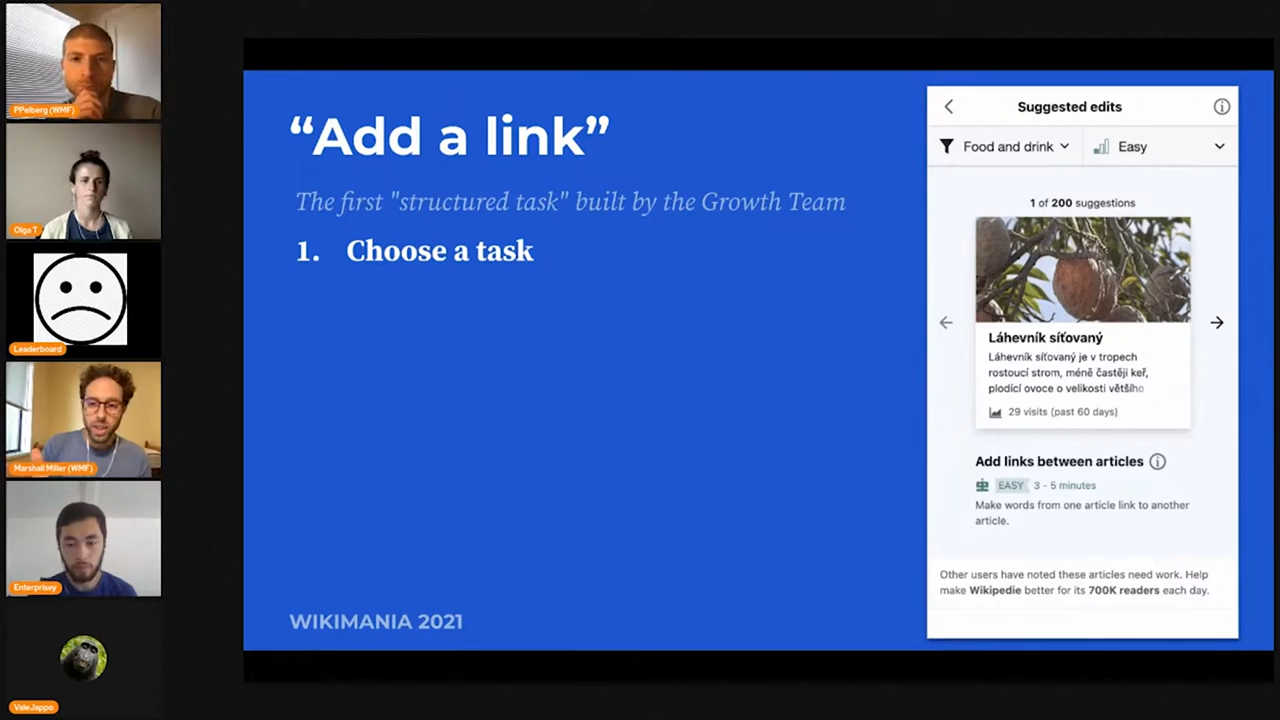 PPelberg (WMF)
Olga T
Leaderboard
Marshall Miller (WMF)
Enterprisey
ValeJappo
“Add a link”
The first "structured task" built by the Growth Team
1. Choose a task
WIKIMANIA 2021
Suggested edits
Food and drink
Easy
1 of 200 suggestions
Láhevník síťovaný
Láhevník síťovaný je v tropech
rostoucí strom, méně častěji keř,
plodící ovoce o velikosti většího
29 visits (past 60 days)
Add links between articles
EASY 3 - 5 minutes
Make words from one article link to another
article.
Other users have noted these articles need work. Help
make Wikipedie better for its 700K readers each day.